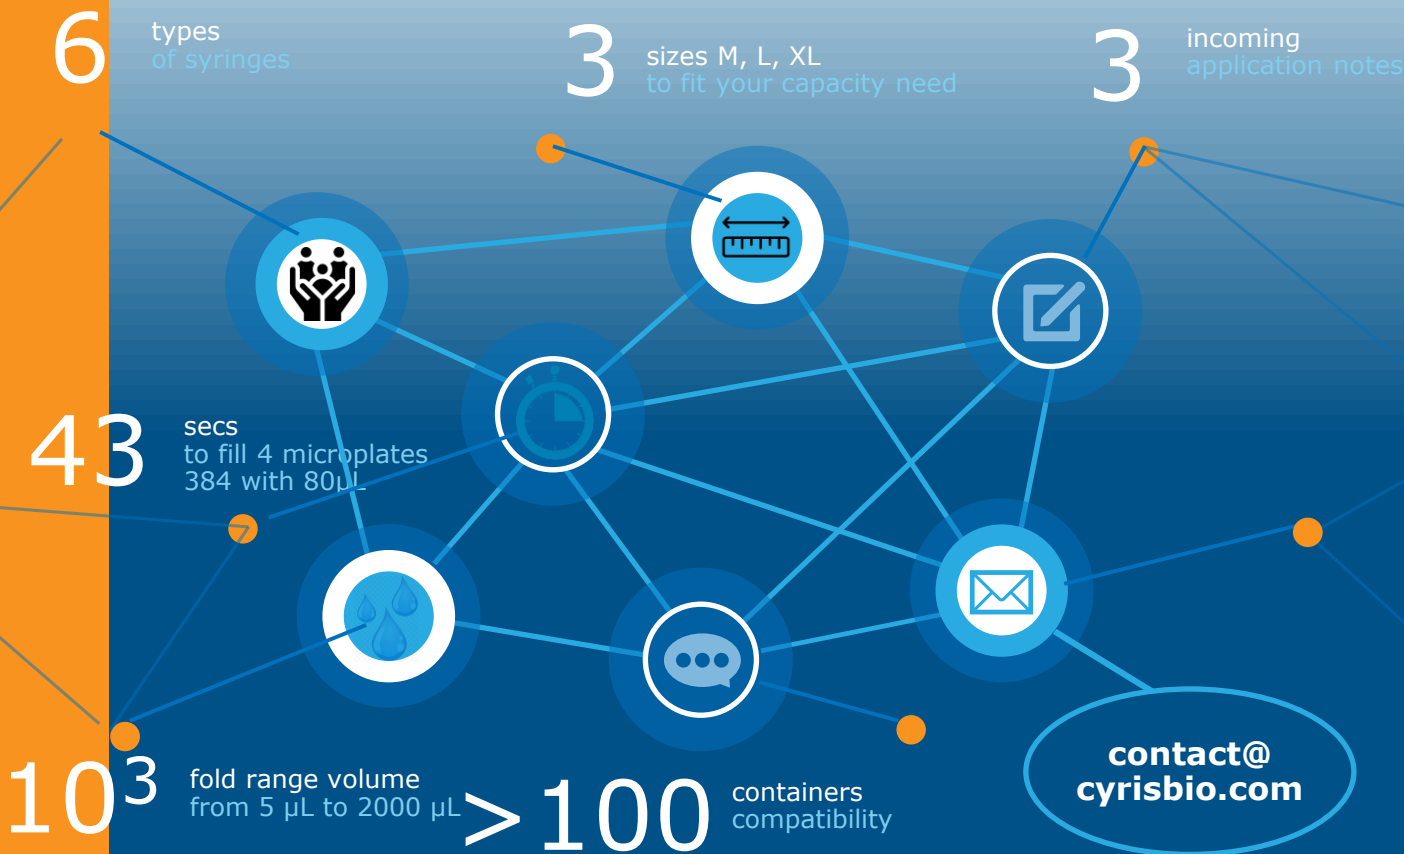 6
types
of syringes
3
sizes M, L, XL
to fit your capacity need
3
incoming
application notes
43
secs
to fill 4 microplates
384 with 80µL
10³
fold range volume
from 5 µL to 2000 µL
>100
containers
compatibility
contact@
cyrisbio.com